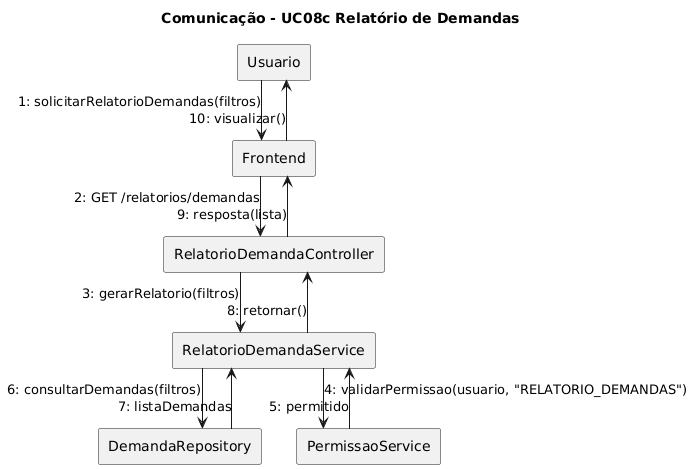 Comunicação - UC08c Relatório de Demandas
Usuario
1: solicitarRelatorioDemandas(filtros)
10: visualizar()
Frontend
2: GET /relatorios/demandas
9: resposta(lista)
RelatorioDemandaController
3: gerarRelatorio(filtros)
8: retornar()
RelatorioDemandaService
6: consultarDemandas(filtros)
4: validarPermissao(usuario, "RELATORIO_DEMANDAS")
7: listaDemandas
5: permitido
DemandaRepository
PermissaoService